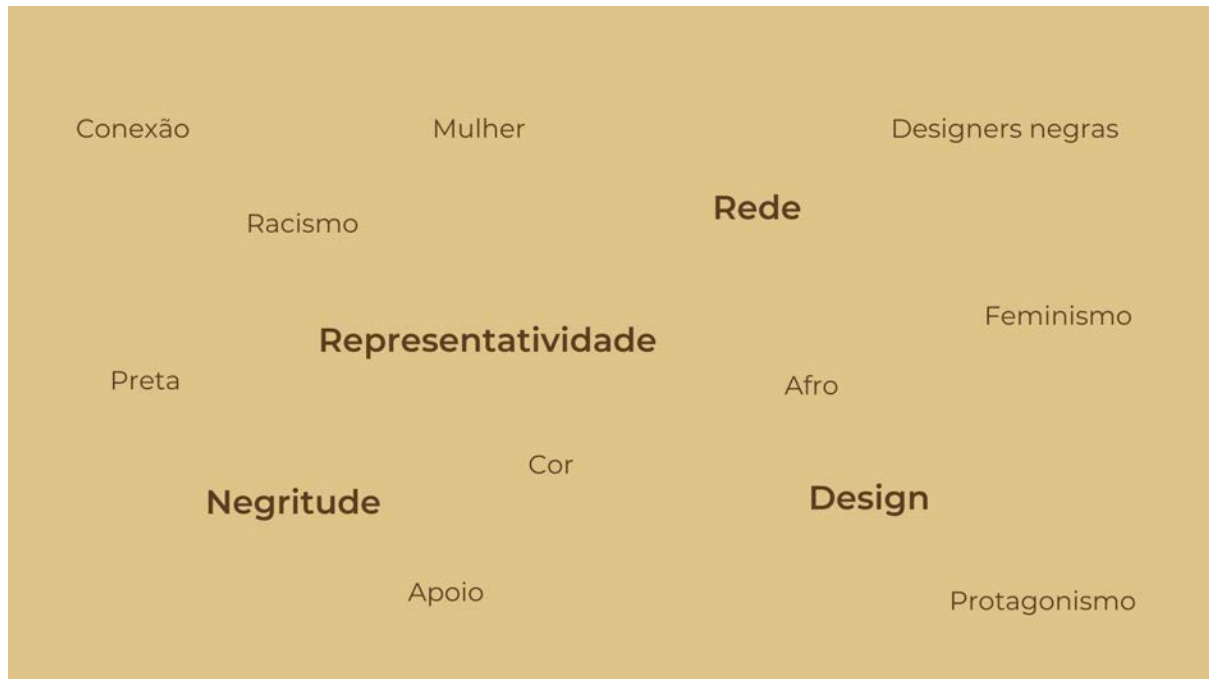 Conexão
Mulher
Designers negras
Rede
Racismo
Feminismo
Representatividade
Preta
Afro
Cor
Negritude
Design
Apoio
Protagonismo